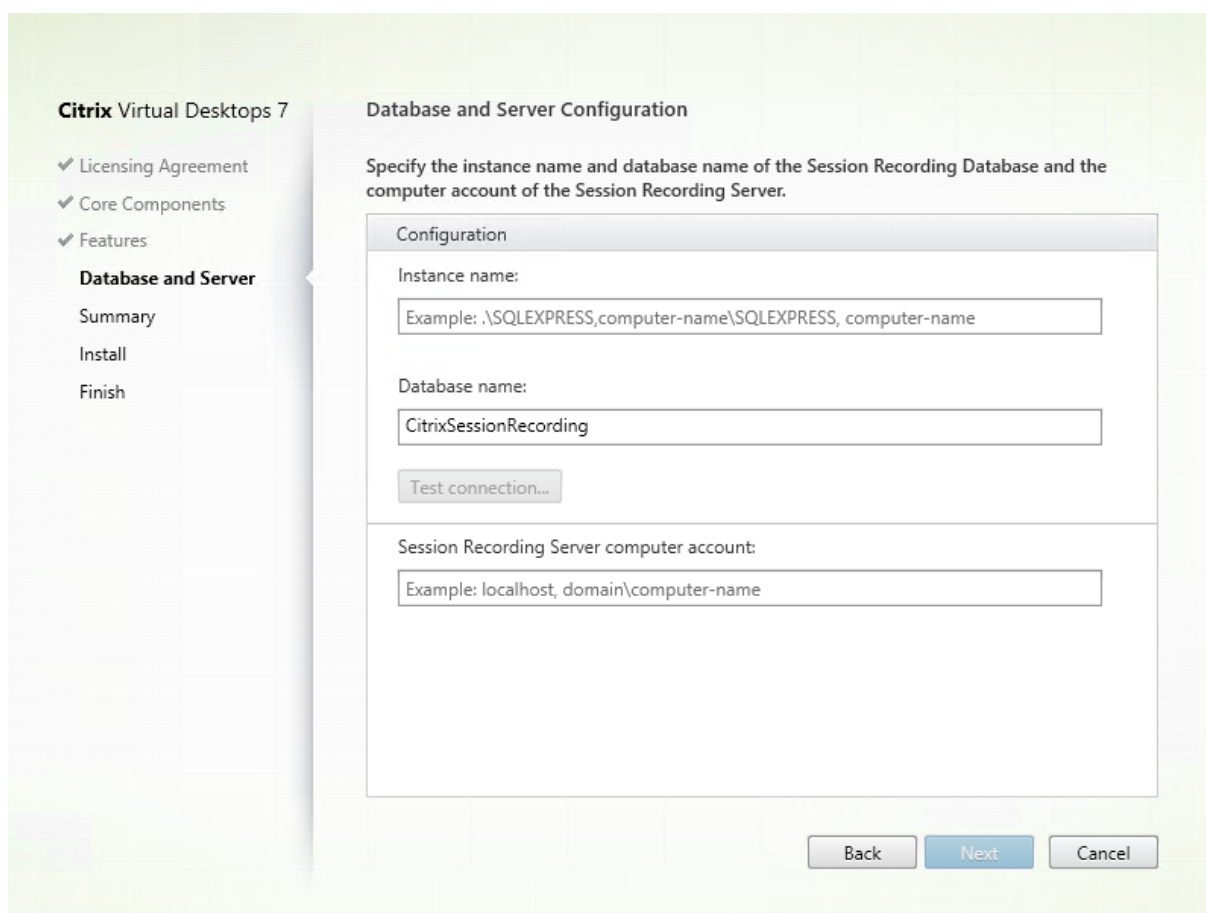 Citrix Virtual Desktops 7
Licensing Agreement
Core Components
Features
Database and Server
Summary
Install
Finish
Database and Server Configuration
Specify the instance name and database name of the Session Recording Database and the
computer account of the Session Recording Server.
Configuration
Instance name:
Example: .\SQLEXPRESS,computer-name\SQLEXPRESS, computer-name
Database name:
CitrixSessionRecording
Test connection...
Session Recording Server computer account:
Example: localhost, domain\computer-name
Back
Next
Cancel